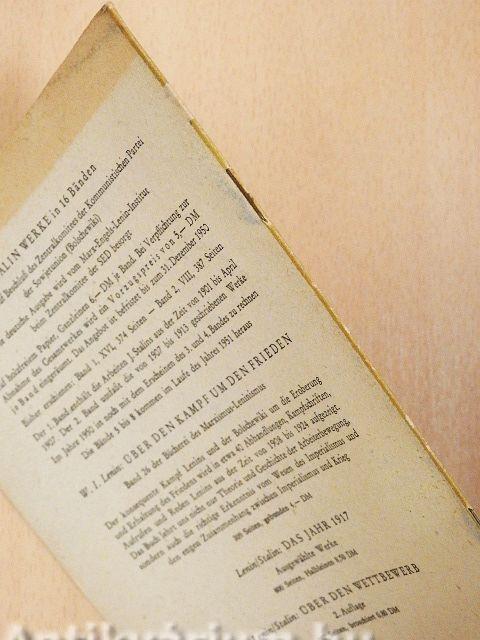 ALIN WERKE in 16 Bänden
Beschluß des Zentralkomitees der Kommunistischen Partei
der Sowjetunion (Bolschewiki)
deutsche Ausgabe wird vom Marx-Engels-Lenin-Institut
beim Zentralkomitee der SED besorgt
holzfreiem Papier. Ganzleinen 6,— DM je Band. Bei Verpflichtung zur
Abnahme des Gesamtwerkes wird ein Vorzugspreis von 5,— DM
je Band eingeräumt. Das Angebot ist befristet bis zum 31. Dezember 1950
Bisher erschienen: Band 1, XVI, 374 Seiten — Band 2, VIII, 387 Seiten
Der 1. Band enthält die Arbeiten J. Stalins aus der Zeit von 1901 bis April
1907. Der 2. Band umfaßt die von 1907 bis 1913 geschriebenen Werke
Im Jahre 1950 ist noch mit dem Erscheinen des 3. und 4. Bandes zu rechnen
Die Bände 5 bis 8 kommen im Laufe des Jahres 1951 heraus
W. I. Lenin: ÜBER DEN KAMPF UM DEN FRIEDEN
Band 26 der Bücherei des Marxismus-Leninismus
Der konsequente Kampf Lenins und der Bolschewiki um die Eroberung
und Erhaltung des Friedens wird in etwa 40 Abhandlungen, Kampfschriften,
Aufrufen und Reden Lenins aus der Zeit von 1908 bis 1924 aufgezeigt.
Das Buch lehrt uns nicht nur Theorie und Geschichte der Arbeiterbewegung,
sondern auch die richtige Erkenntnis vom Wesen des Imperialismus und
den engen Zusammenhang zwischen Imperialismus und Krieg
Seiten, gebunden DM
Lenin/Stalin: DAS JAHR 1917
Ausgewählte Werke
800 Seiten, Halbleinen 8,50 DM
Lenin/Stalin: ÜBER DEN WETTBEWERB
2. Auflage
Seiten, broschiert 0,80 DM